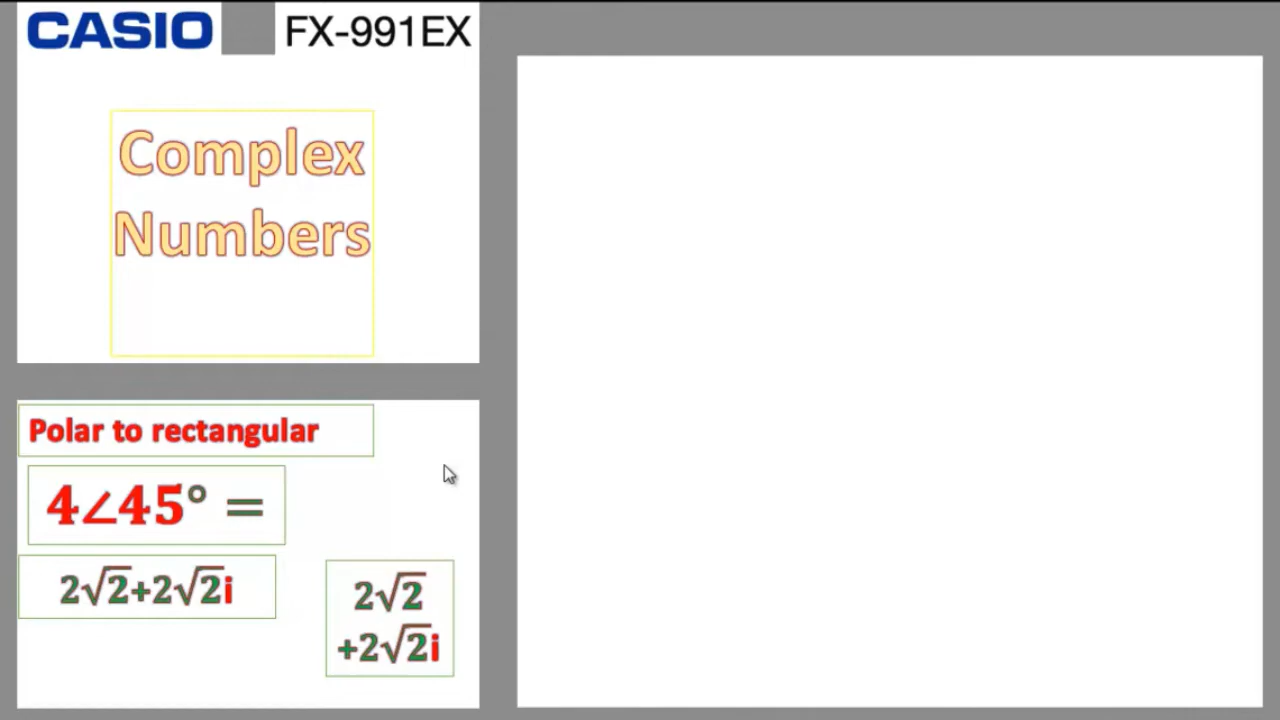 CASIO FX-991EX
Complex
Numbers
Polar to rectangular
4∠45° =
2√2+2√2i
2√2
+2√2i